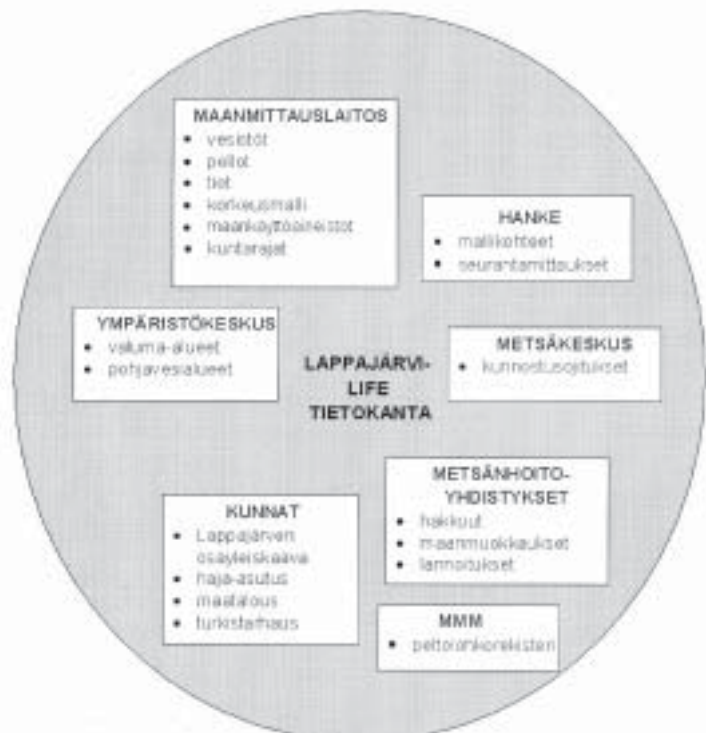 MAANMITTAUSLAITOS
• vesistöt
• pellot
• tiet
• korkeusmalli
• maankäyttöaineistot
• kuntarajat
HANKE
• mallikohteet
• seurantamittaukset
YMPÄRISTÖKESKUS
• valuma-alueet
• pohjavesialueet
LAPPAJÄRVI-
LIFE
TIETOKANTA
METSÄKESKUS
• kunnostusojitukset
METSÄNHOITO-
YHDISTYKSET
• hakkuut
• maanmuokkaukset
• lannoitukset
KUNNAT
• Lappajärven
osayleiskaava
• haja-asutus
• maatalous
• turkistarhaus
MMM
• peltolohkorekisteri